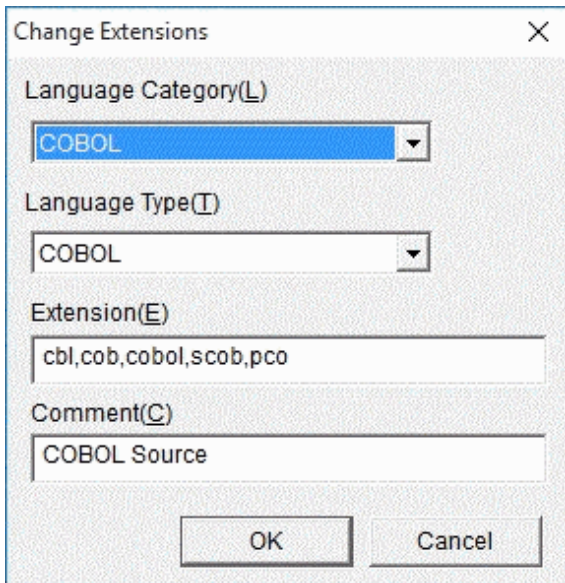 Change Extensions
Language Category(L)
COBOL
Language Type(T)
COBOL
Extension(E)
cbl,cob,cobol,scob,pco
Comment(C)
COBOL Source
OK Cancel